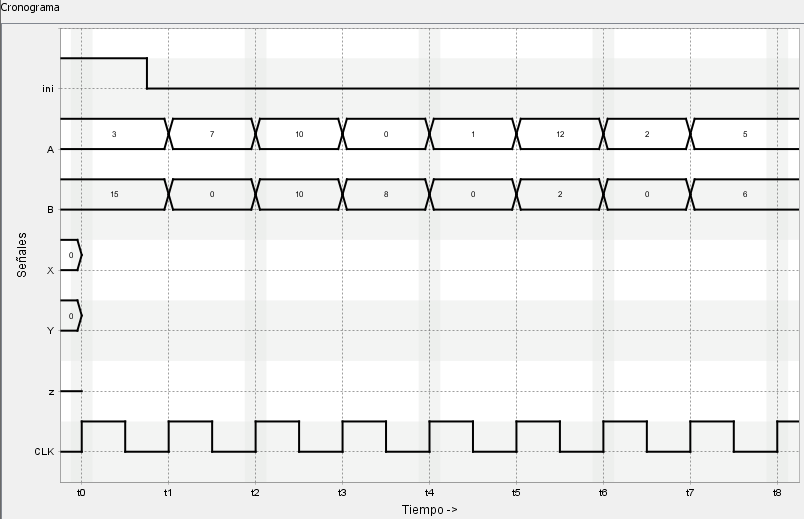 Cronograma
ini
A 3 7 10 0 1 12 2 5
B 15 0 10 8 0 2 0 6
Señales
X 0
Y 0
z
CLK
t0 t1 t2 t3 t4 t5 t6 t7 t8
Tiempo ->